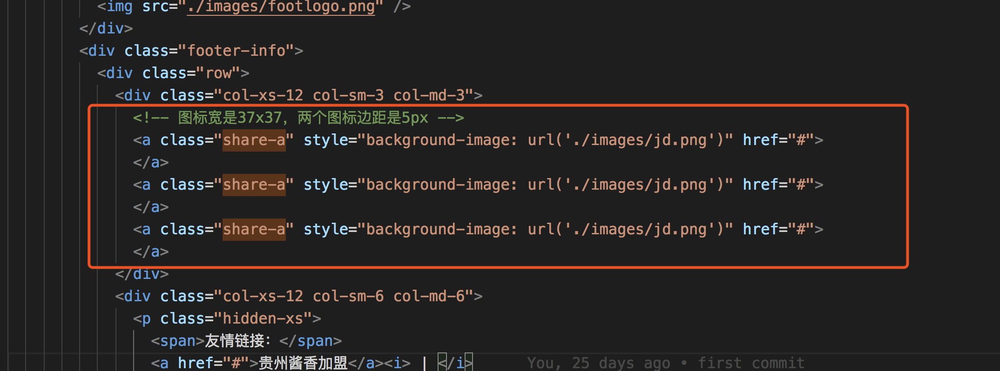 <img src="./images/footlogo.png" />
</div>
<div class="footer-info">
<div class="row">
<div class="col-xs-12 col-sm-3 col-md-3">
<!-- 图标宽是37x37，两个图标边距是5px -->
<a class="share-a" style="background-image: url('./images/jd.png')" href="#">
</a>
<a class="share-a" style="background-image: url('./images/jd.png')" href="#">
</a>
<a class="share-a" style="background-image: url('./images/jd.png')" href="#">
</a>
</div>
<div class="col-xs-12 col-sm-6 col-md-6">
<p class="hidden-xs">
<span>友情链接：</span>
<a href="#">贵州酱香加盟</a><i> | </i> You, 25 days ago • first commit